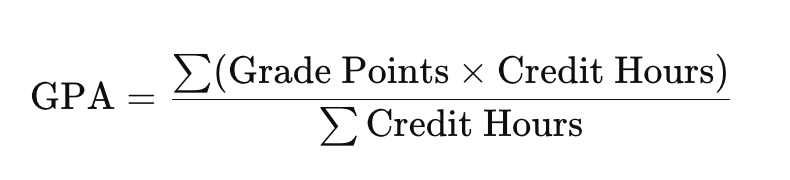 GPA = ∑(Grade Points × Credit Hours)
∑ Credit Hours